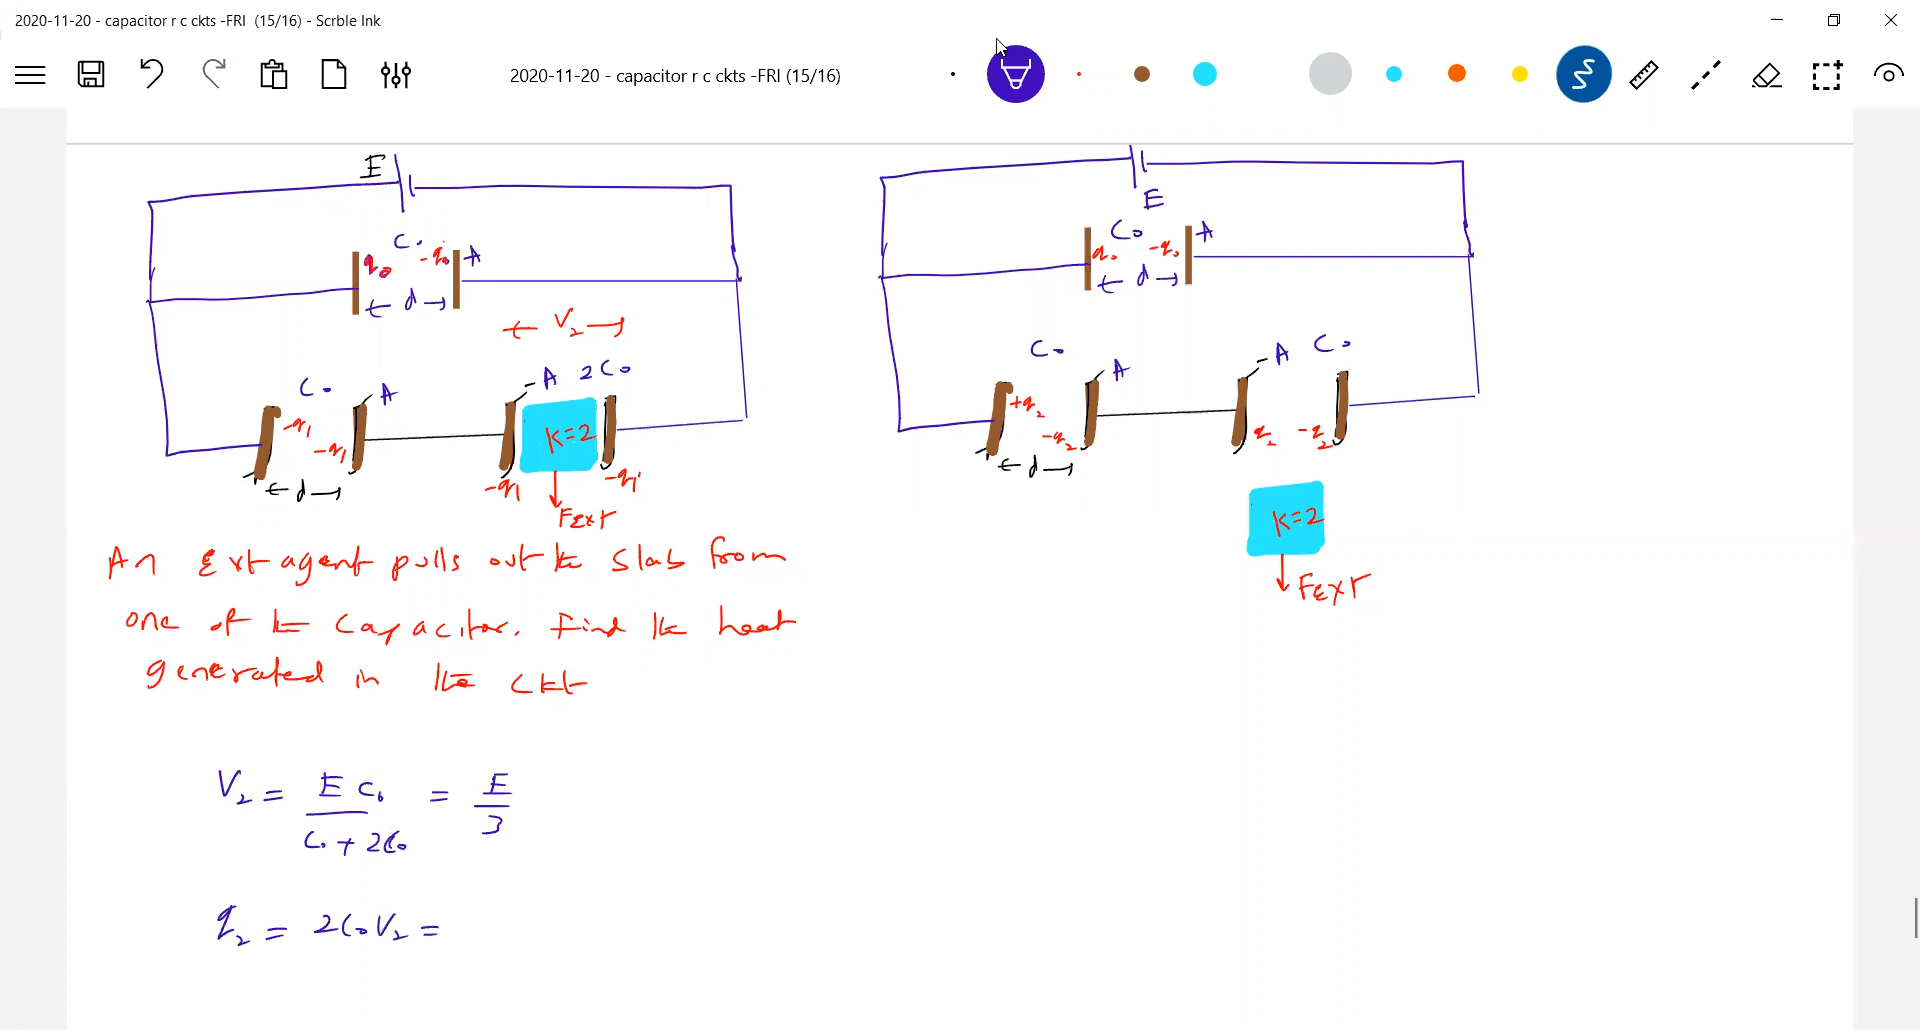 2020-11-20 - capacitor r c ckts -FRI (15/16) - Scrble Ink
2020-11-20 - capacitor r c ckts -FRI (15/16)
E
C₀
q₀ -q₀ A
d
V₂
C₀ A
-q₁ -q₁
d
A 2C₀
K=2
-q₁ -q₁
FExt
E
C₀ A
q₀ -q₀
d
C₀ A
+q₂ -q₂
d
A C₀
q₂ -q₂
K=2
FExt
An Ext agent pulls out the slab from
one of the capacitor. Find the heat
generated in the ckt
V₂ = E C₀ / C₀ + 2C₀ = E / 3
q₂ = 2C₀V₂ =